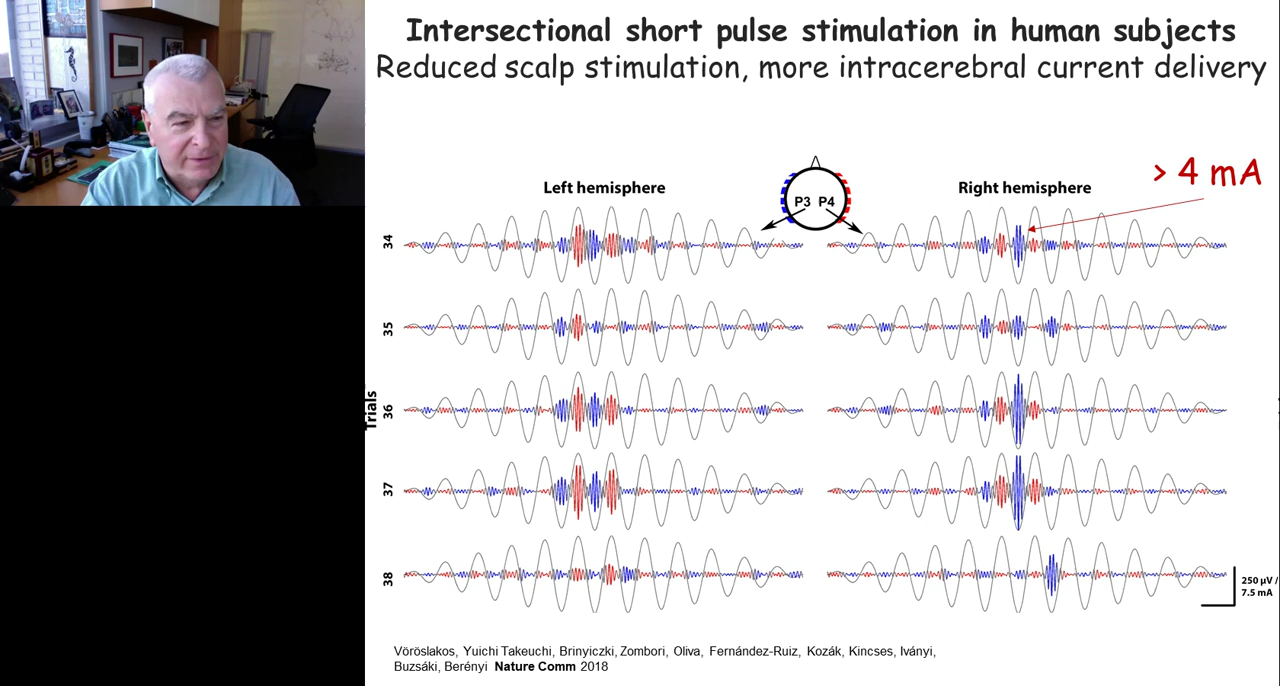 Intersectional short pulse stimulation in human subjects
Reduced scalp stimulation, more intracerebral current delivery
> 4 mA
Left hemisphere
Right hemisphere
P3 P4
Trials
34
35
36
37
38
250 µV /
7.5 mA
Vöröslakos, Yuichi Takeuchi, Brinyiczki, Zombori, Oliva, Fernández-Ruiz, Kozák, Kincses, Iványi,
Buzsáki, Berényi Nature Comm 2018